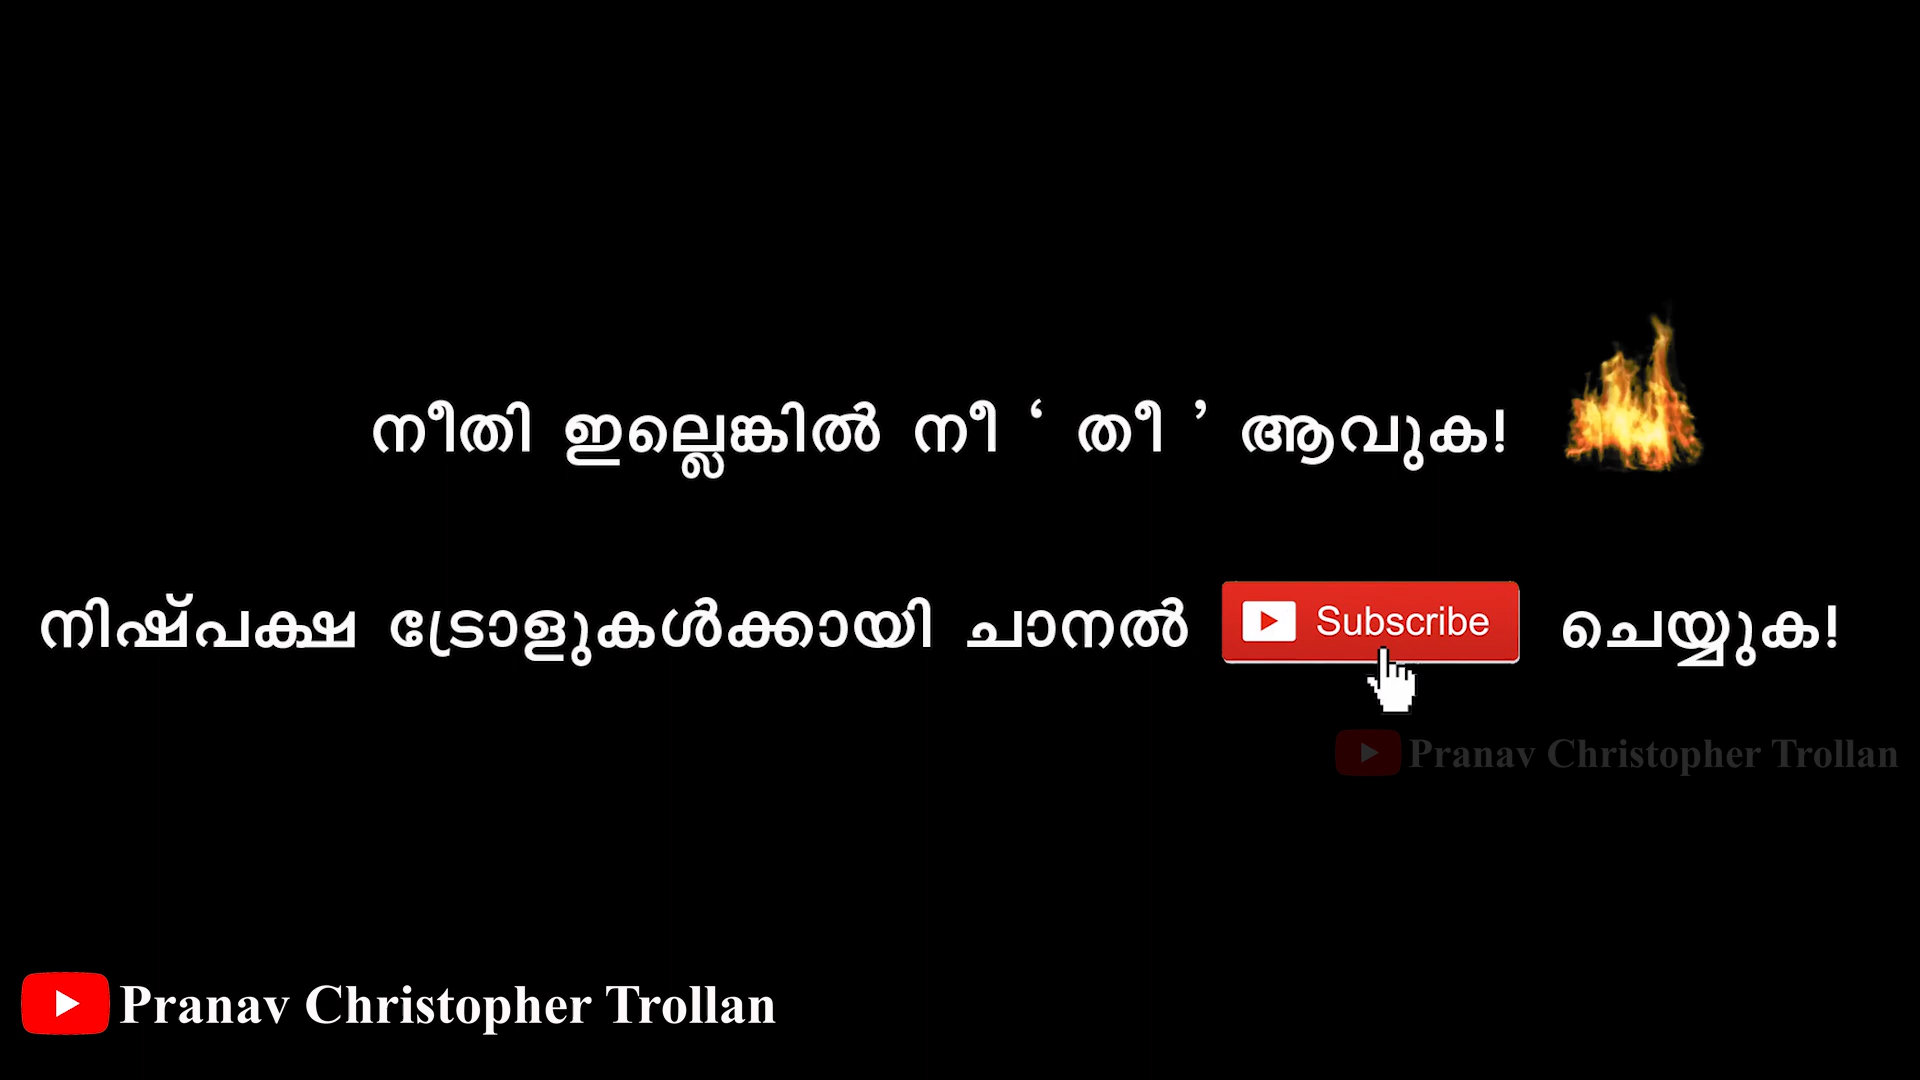 നീതി ഇല്ലെങ്കിൽ നീ ‘ തീ ’ ആവുക!
നിഷ്പക്ഷ ട്രോളുകൾക്കായി ചാനൽ Subscribe ചെയ്യുക!
Pranav Christopher Trollan
Pranav Christopher Trollan